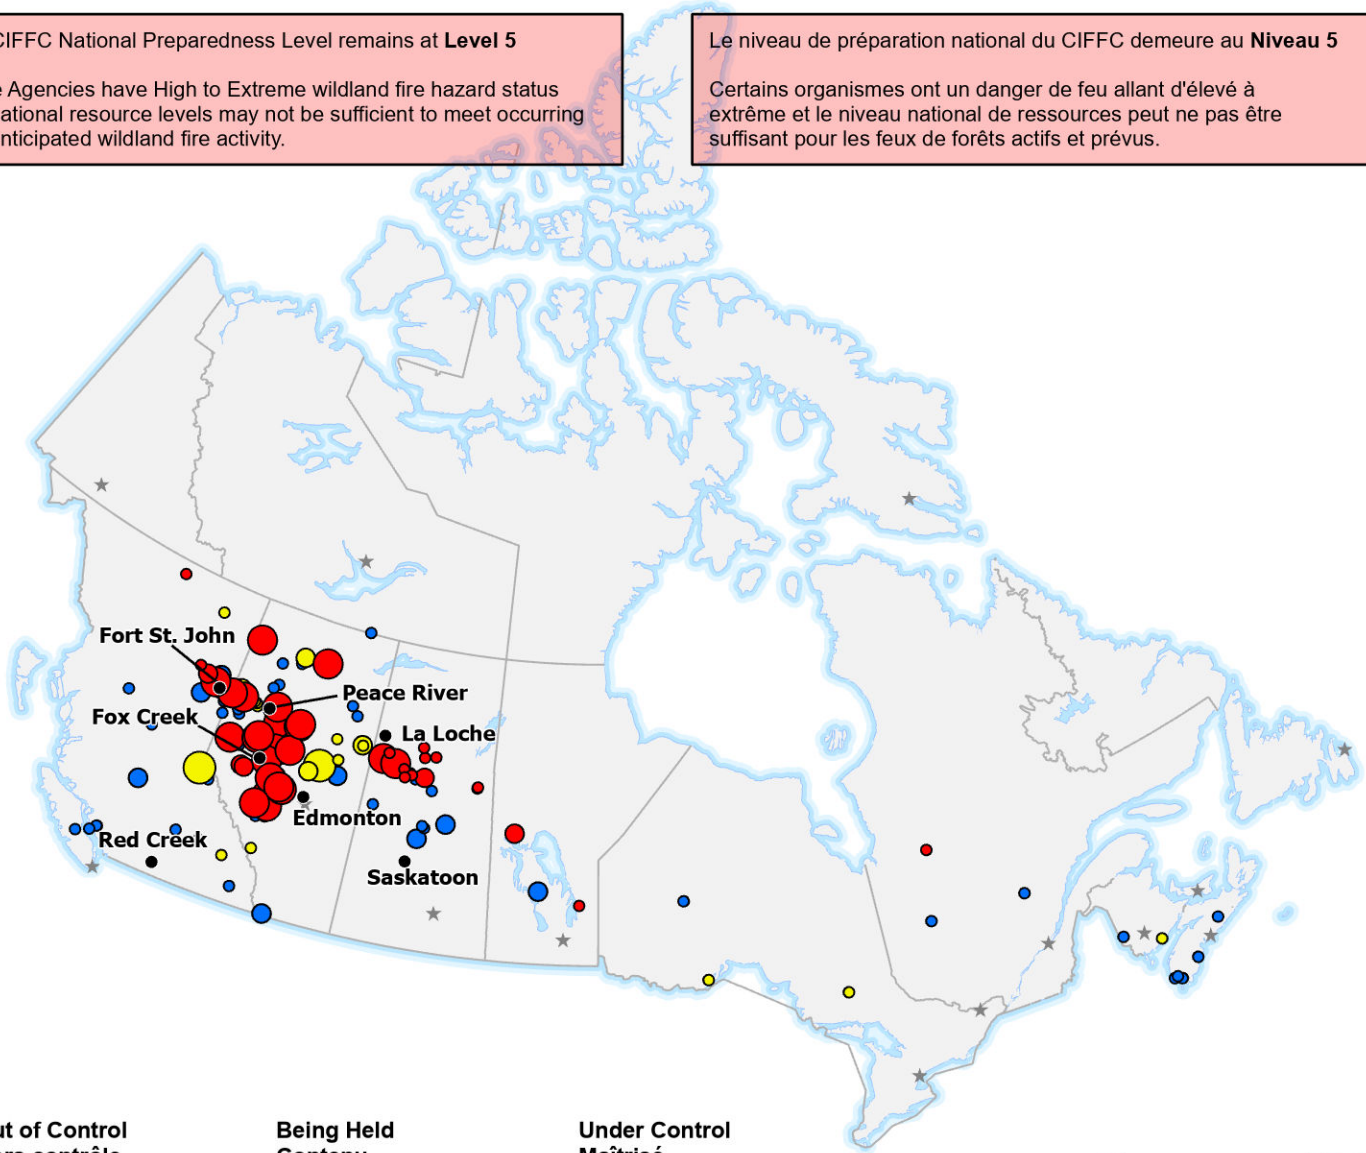 CIFFC National Preparedness Level remains at Level 5
Agencies have High to Extreme wildland fire hazard status
ational resource levels may not be sufficient to meet occurring
nticipated wildland fire activity.
Le niveau de préparation national du CIFFC demeure au Niveau 5
Certains organismes ont un danger de feu allant d'élevé à
extrême et le niveau national de ressources peut ne pas être
suffisant pour les feux de forêts actifs et prévus.
Fort St. John
Peace River
Fox Creek
La Loche
Edmonton
Red Creek
Saskatoon
ut of Control
Being Held
Under Control
contrôle
Contenu
Maîtrisé